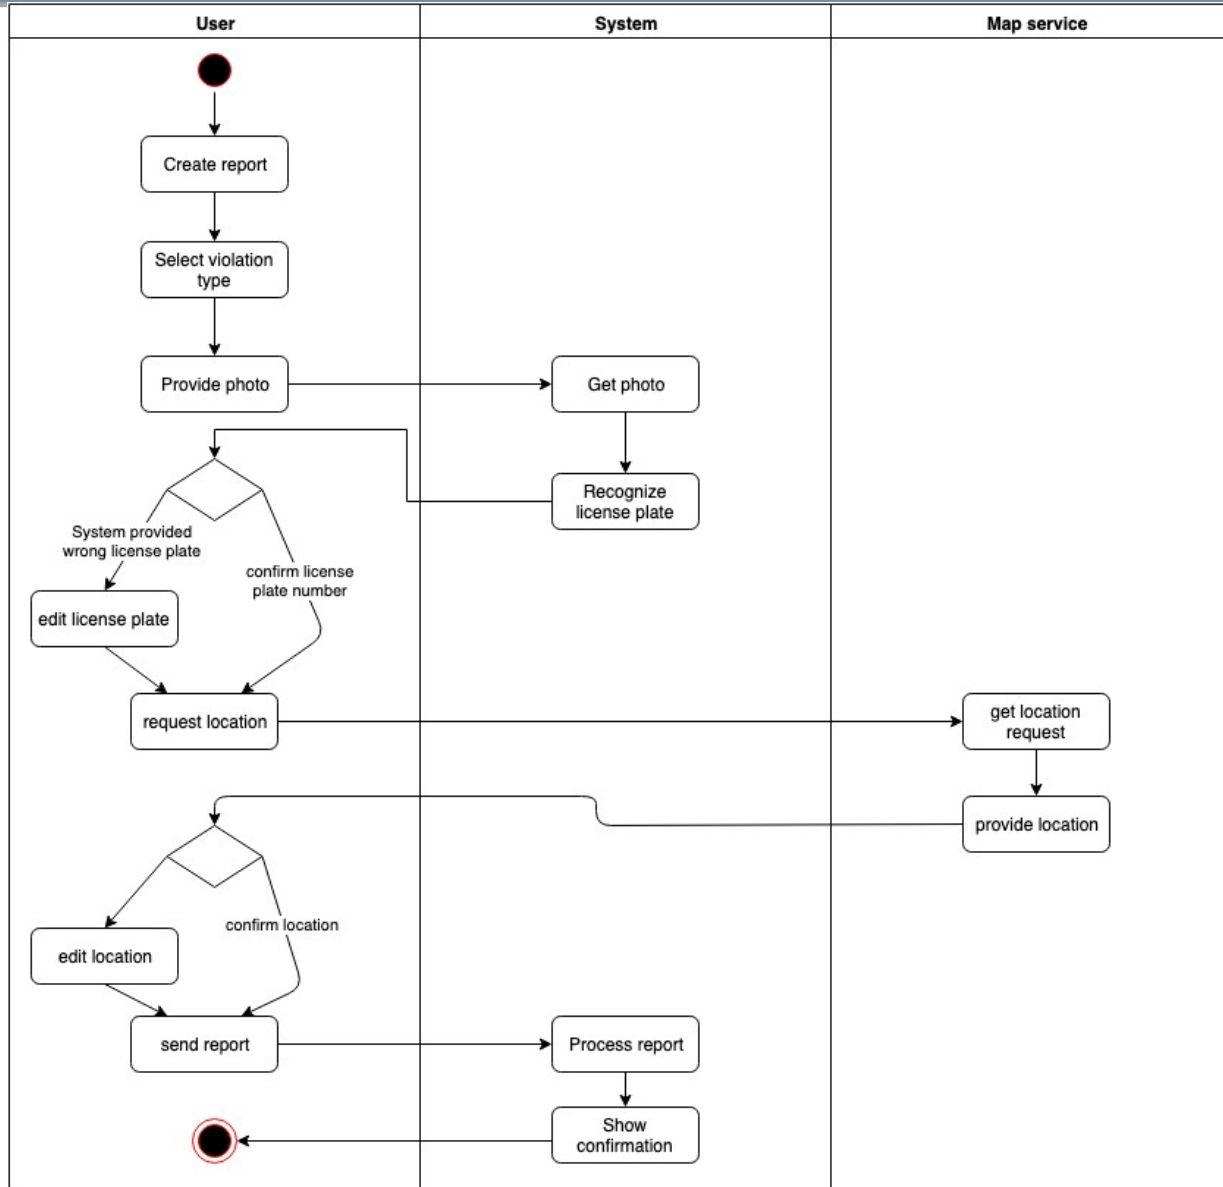 User
System
Map service
Create report
Select violation
type
Provide photo
Get photo
Recognize
license plate
System provided
wrong license plate
confirm license
plate number
edit license plate
request location
get location
request
provide location
confirm location
edit location
send report
Process report
Show
confirmation